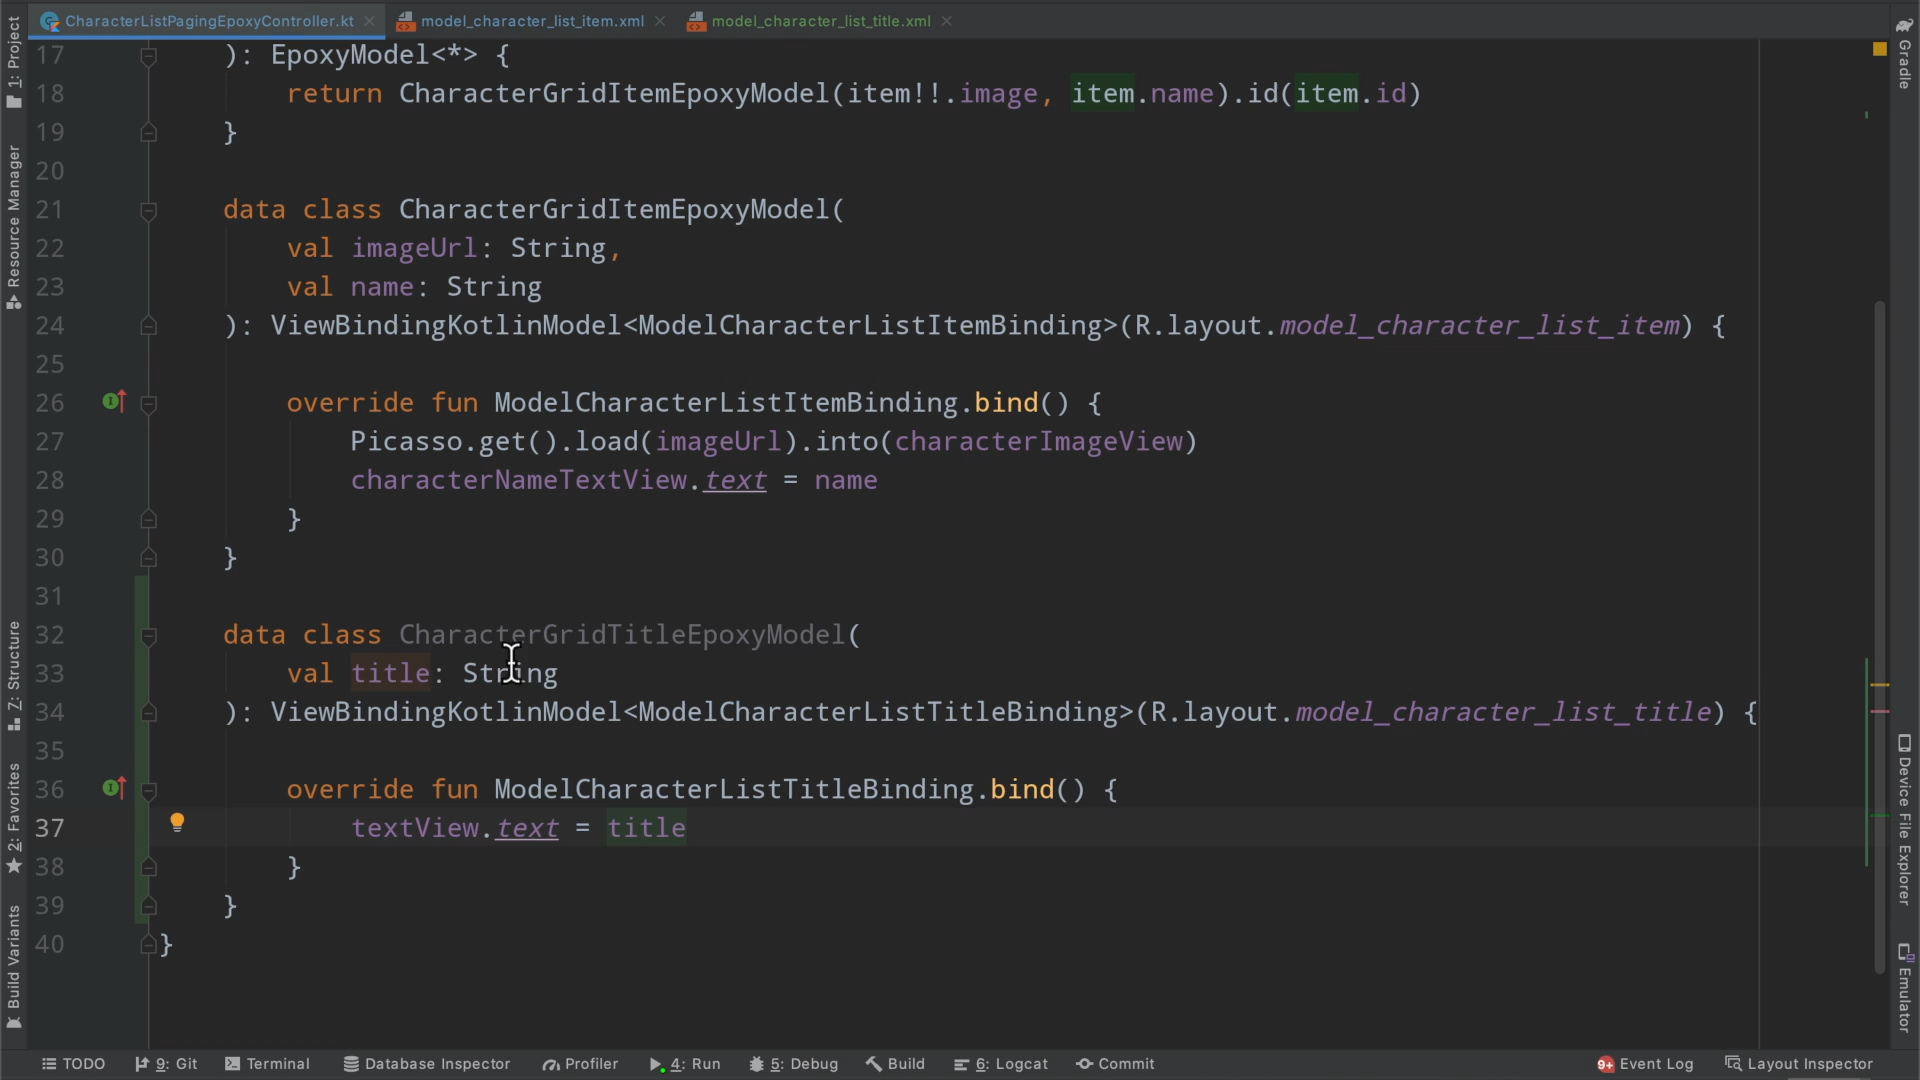 CharacterListPagingEpoxyController.kt
model_character_list_item.xml
model_character_list_title.xml
1: Project
Resource Manager
Z: Structure
2: Favorites
Build Variants
17 ): EpoxyModel<*> {
18 return CharacterGridItemEpoxyModel(item!!.image, item.name).id(item.id)
19 }
20
21 data class CharacterGridItemEpoxyModel(
22 val imageUrl: String,
23 val name: String
24 ): ViewBindingKotlinModel<ModelCharacterListItemBinding>(R.layout.model_character_list_item) {
25
26 override fun ModelCharacterListItemBinding.bind() {
27 Picasso.get().load(imageUrl).into(characterImageView)
28 characterNameTextView.text = name
29 }
30 }
31
32 data class CharacterGridTitleEpoxyModel(
33 val title: String
34 ): ViewBindingKotlinModel<ModelCharacterListTitleBinding>(R.layout.model_character_list_title) {
35
36 override fun ModelCharacterListTitleBinding.bind() {
37 textView.text = title
38 }
39 }
40 }
Gradle
Device File Explorer
Emulator
TODO
9: Git
Terminal
Database Inspector
Profiler
4: Run
5: Debug
Build
6: Logcat
Commit
9+ Event Log
Layout Inspector